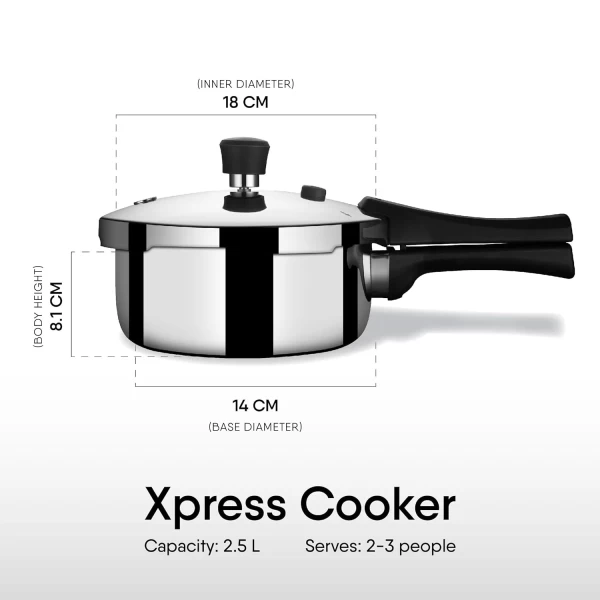 (INNER DIAMETER)
18 CM
(BODY HEIGHT)
8.1 CM
14 CM
(BASE DIAMETER)
Xpress Cooker
Capacity: 2.5 L Serves: 2-3 people